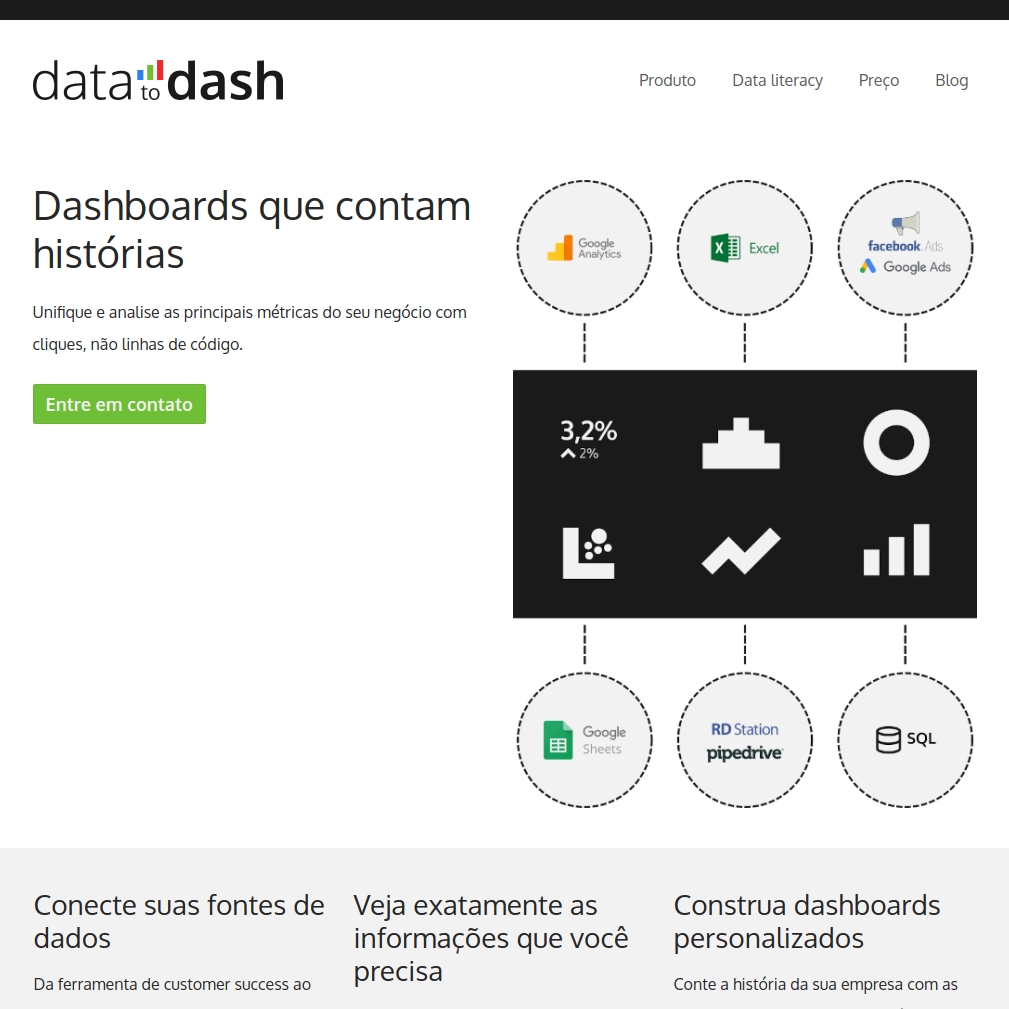 data to dash
Produto
Data literacy
Preço
Blog
Dashboards que contam
histórias
Unifique e analise as principais métricas do seu negócio com
cliques, não linhas de código.
Entre em contato
Google
Analytics
Excel
facebook Ads
Google Ads
3,2%
2%
Google
Sheets
RD Station
pipedrive
SQL
Conecte suas fontes de
dados
Da ferramenta de customer success ao
Veja exatamente as
informações que você
precisa
Construa dashboards
personalizados
Conte a história da sua empresa com as